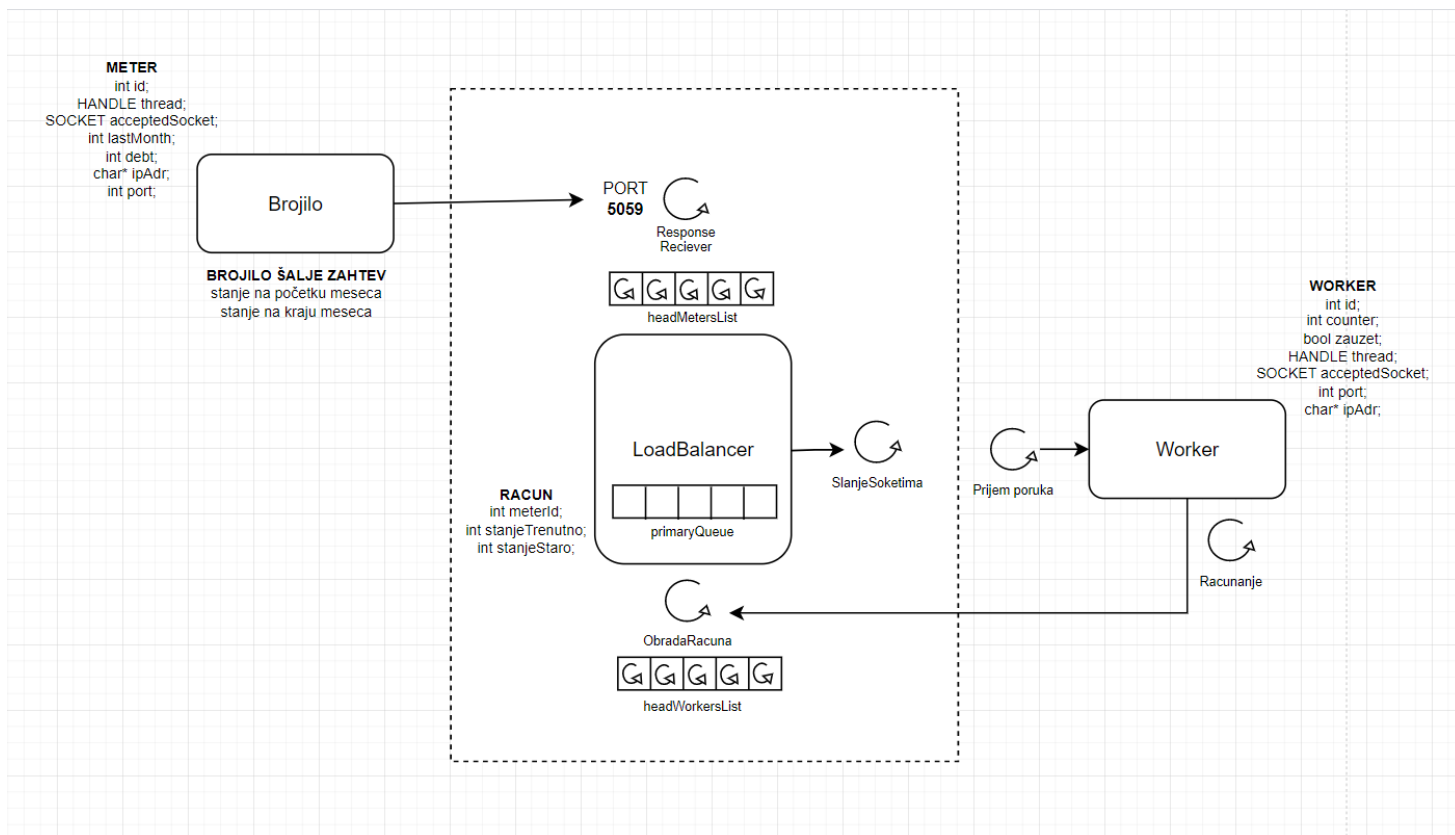 METER
int id;
HANDLE thread;
SOCKET acceptedSocket;
int lastMonth;
int debt;
char* ipAdr;
int port;
Brojilo
BROJILO ŠALJE ZAHTEV
stanje na početku meseca
stanje na kraju meseca
PORT
5059
Response
Reciever
headMetersList
LoadBalancer
primaryQueue
RACUN
int meterId;
int stanjeTrenutno;
int stanjeStaro;
SlanjeSoketima
ObradaRacuna
headWorkersList
Prijem poruka
WORKER
int id;
int counter;
bool zauzet;
HANDLE thread;
SOCKET acceptedSocket;
int port;
char* ipAdr;
Worker
Racunanje